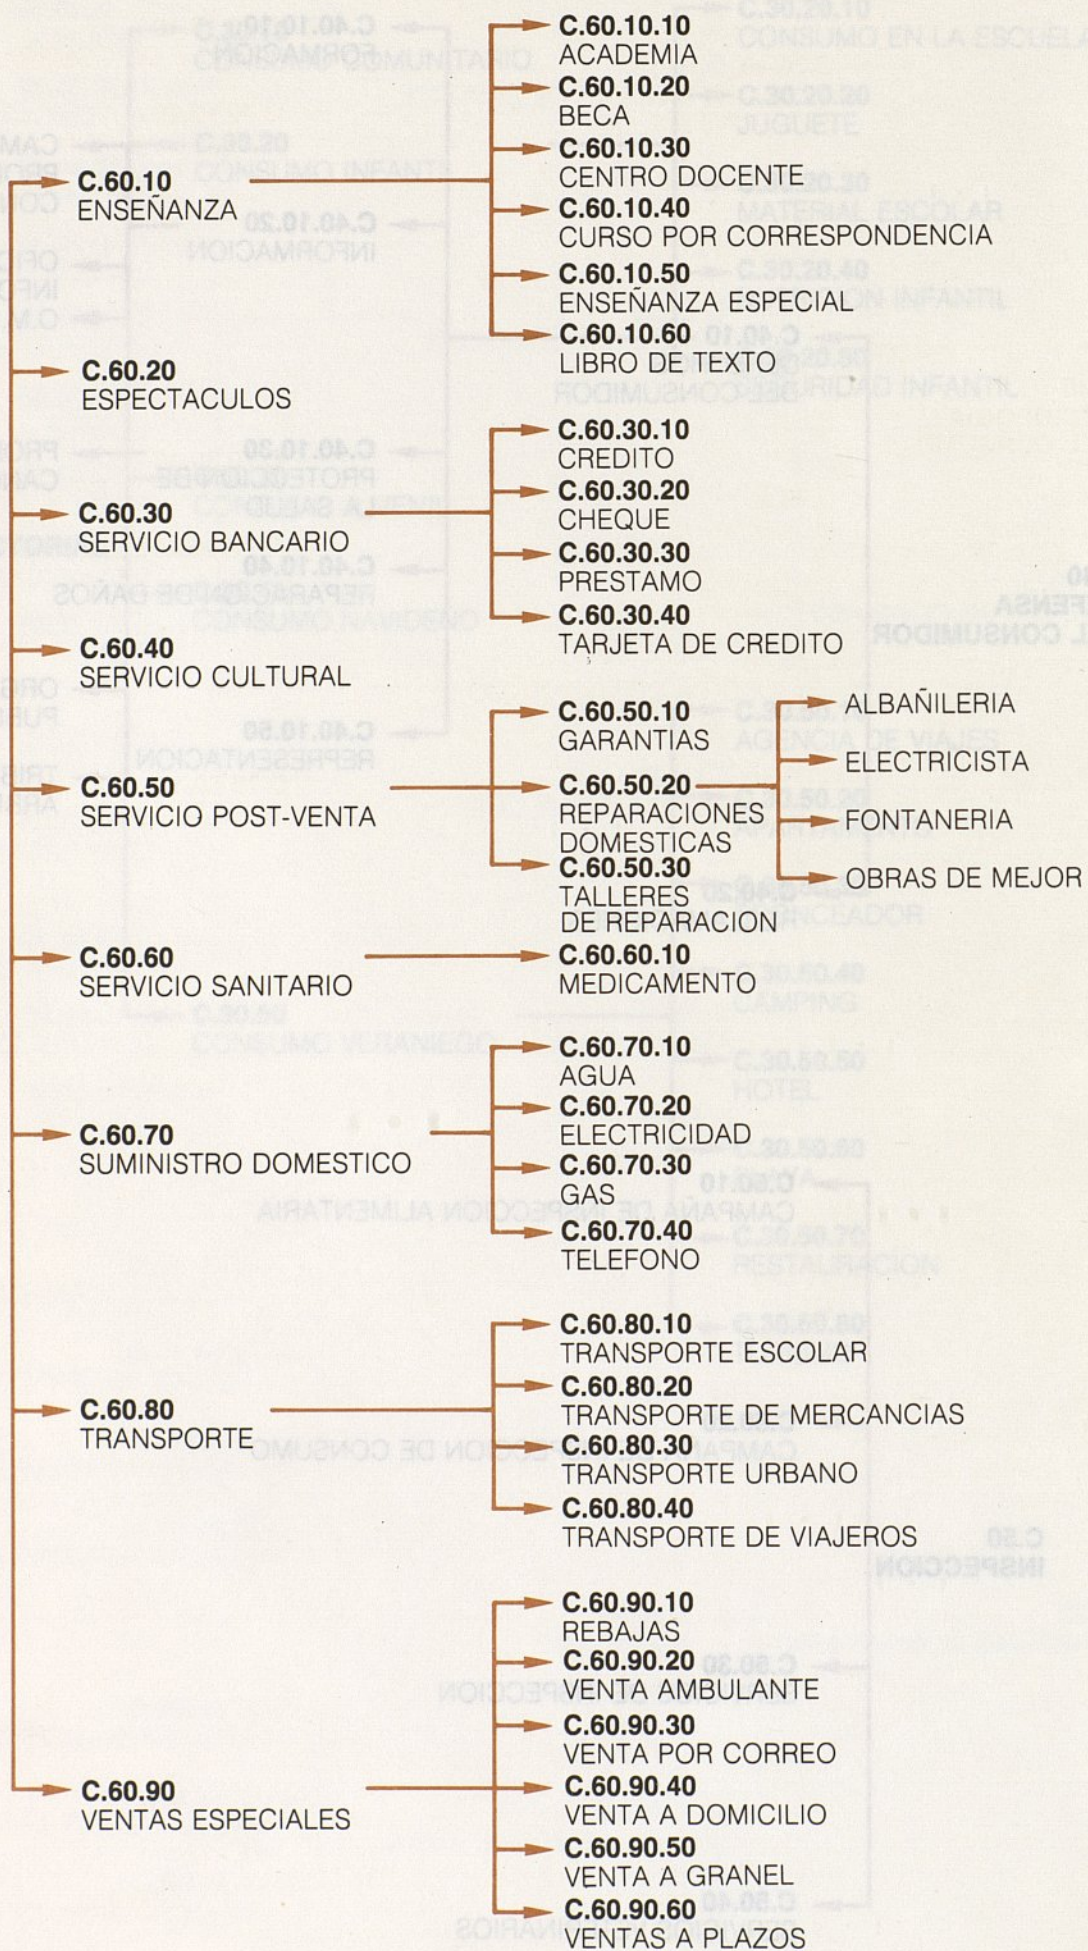 C.60.10
ENSEÑANZA
C.60.10.10
ACADEMIA
C.60.10.20
BECA
C.60.10.30
CENTRO DOCENTE
C.60.10.40
CURSO POR CORRESPONDENCIA
C.60.10.50
ENSEÑANZA ESPECIAL
C.60.10.60
LIBRO DE TEXTO
C.60.20
ESPECTACULOS
C.60.30
SERVICIO BANCARIO
C.60.30.10
CREDITO
C.60.30.20
CHEQUE
C.60.30.30
PRESTAMO
C.60.30.40
TARJETA DE CREDITO
C.60.40
SERVICIO CULTURAL
C.60.50
SERVICIO POST-VENTA
C.60.50.10
GARANTIAS
C.60.50.20
REPARACIONES
DOMESTICAS
ALBAÑILERIA
ELECTRICISTA
FONTANERIA
OBRAS DE MEJOR
C.60.50.30
TALLERES
DE REPARACION
C.60.60
SERVICIO SANITARIO
C.60.60.10
MEDICAMENTO
C.60.70
SUMINISTRO DOMESTICO
C.60.70.10
AGUA
C.60.70.20
ELECTRICIDAD
C.60.70.30
GAS
C.60.70.40
TELEFONO
C.60.80
TRANSPORTE
C.60.80.10
TRANSPORTE ESCOLAR
C.60.80.20
TRANSPORTE DE MERCANCIAS
C.60.80.30
TRANSPORTE URBANO
C.60.80.40
TRANSPORTE DE VIAJEROS
C.60.90
VENTAS ESPECIALES
C.60.90.10
REBAJAS
C.60.90.20
VENTA AMBULANTE
C.60.90.30
VENTA POR CORREO
C.60.90.40
VENTA A DOMICILIO
C.60.90.50
VENTA A GRANEL
C.60.90.60
VENTAS A PLAZOS